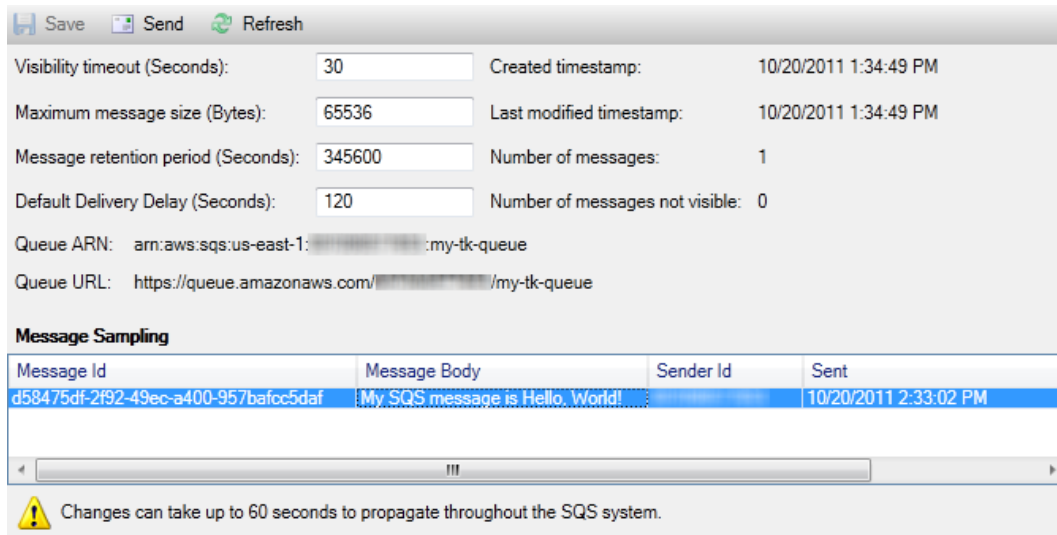 Save Send Refresh
Visibility timeout (Seconds): 30 Created timestamp: 10/20/2011 1:34:49 PM
Maximum message size (Bytes): 65536 Last modified timestamp: 10/20/2011 1:34:49 PM
Message retention period (Seconds): 345600 Number of messages: 1
Default Delivery Delay (Seconds): 120 Number of messages not visible: 0
Queue ARN: arn:aws:sqs:us-east-1: :my-tk-queue
Queue URL: https://queue.amazonaws.com/ /my-tk-queue
Message Sampling
Message Id Message Body Sender Id Sent
d58475df-2f92-49ec-a400-957bafcc5daf My SQS message is Hello, World! 10/20/2011 2:33:02 PM
Changes can take up to 60 seconds to propagate throughout the SQS system.